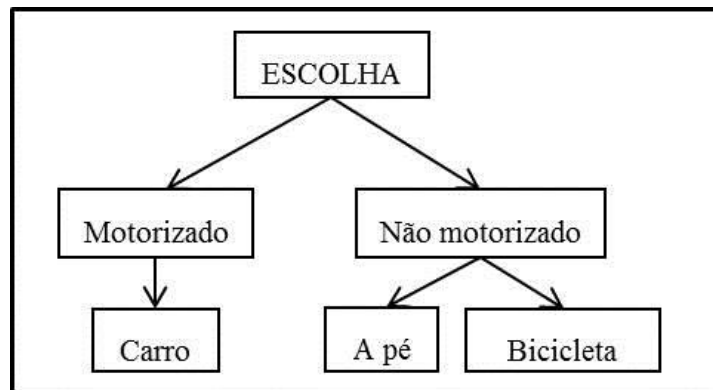 ESCOLHA
Motorizado
Não motorizado
Carro
A pé
Bicicleta